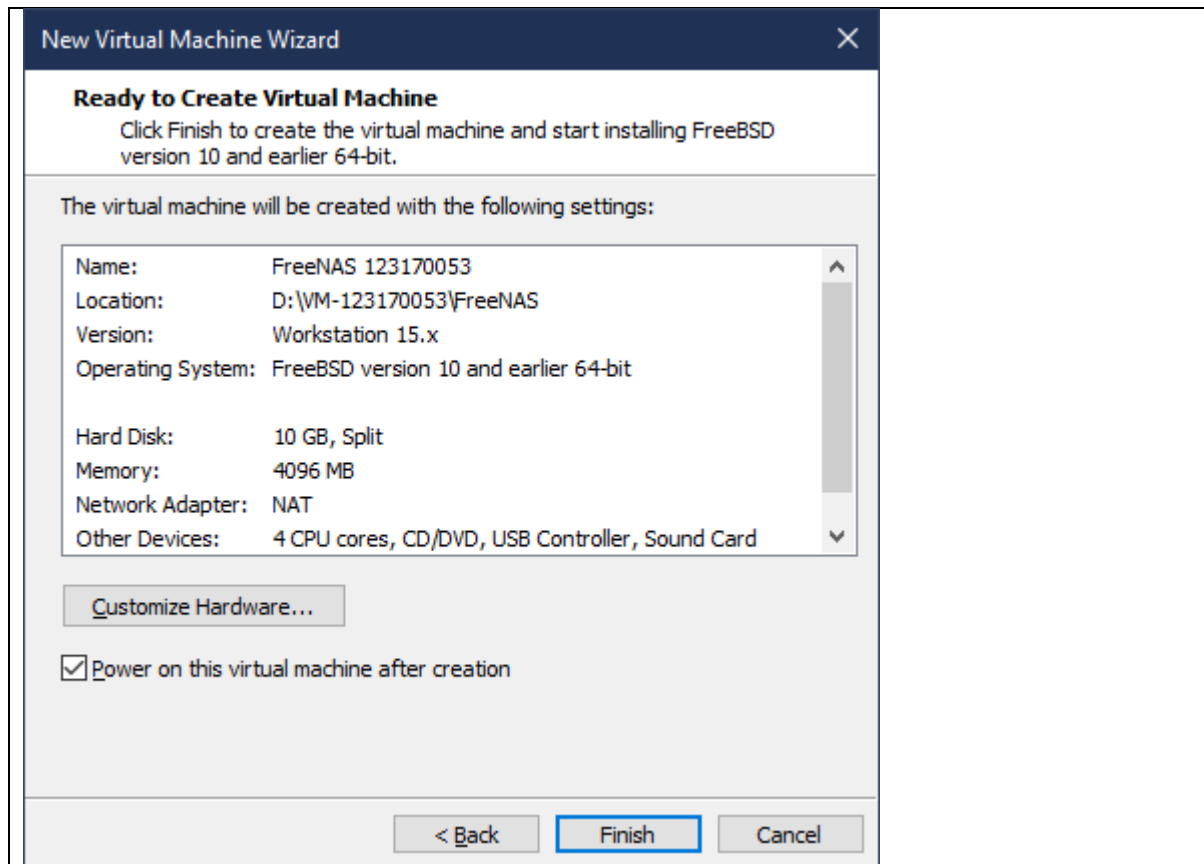 New Virtual Machine Wizard
Ready to Create Virtual Machine
Click Finish to create the virtual machine and start installing FreeBSD
version 10 and earlier 64-bit.
The virtual machine will be created with the following settings:
Name: FreeNAS 123170053
Location: D:\VM-123170053\FreeNAS
Version: Workstation 15.x
Operating System: FreeBSD version 10 and earlier 64-bit
Hard Disk: 10 GB, Split
Memory: 4096 MB
Network Adapter: NAT
Other Devices: 4 CPU cores, CD/DVD, USB Controller, Sound Card
Customize Hardware...
Power on this virtual machine after creation
< Back Finish Cancel